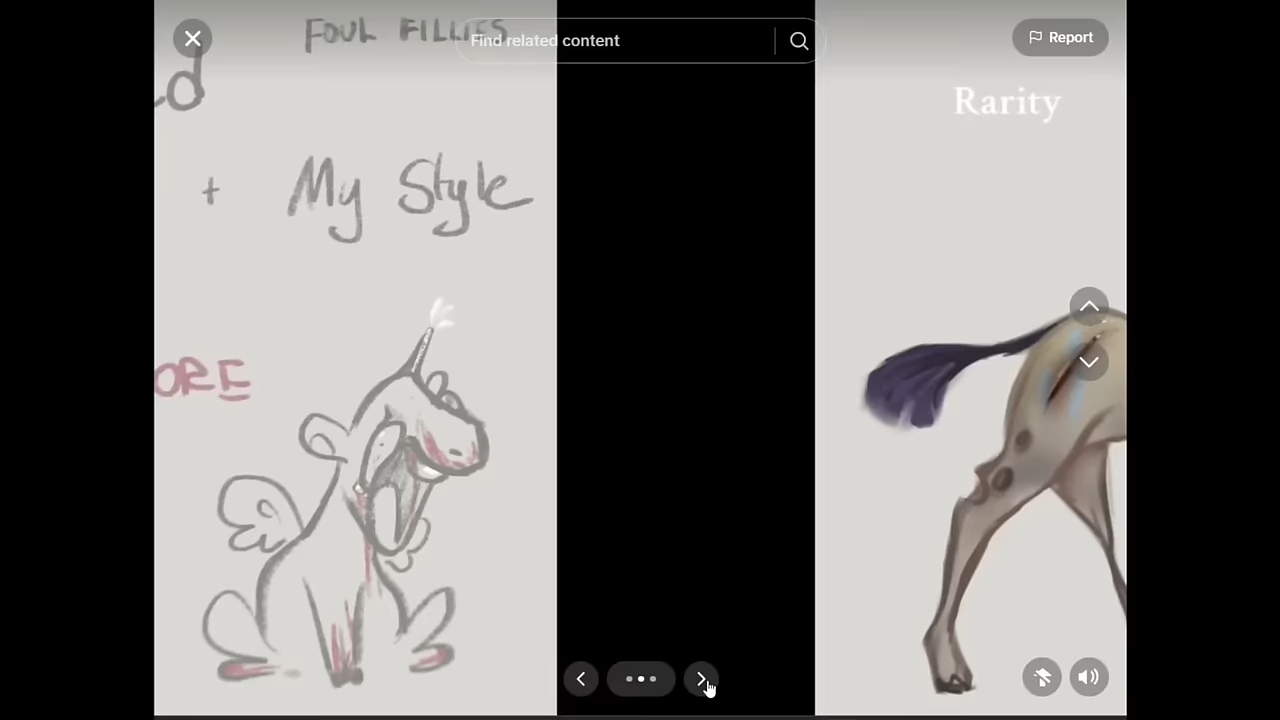 FOUL FILLIES
Find related content
Report
Rarity
+ My Style
ORE